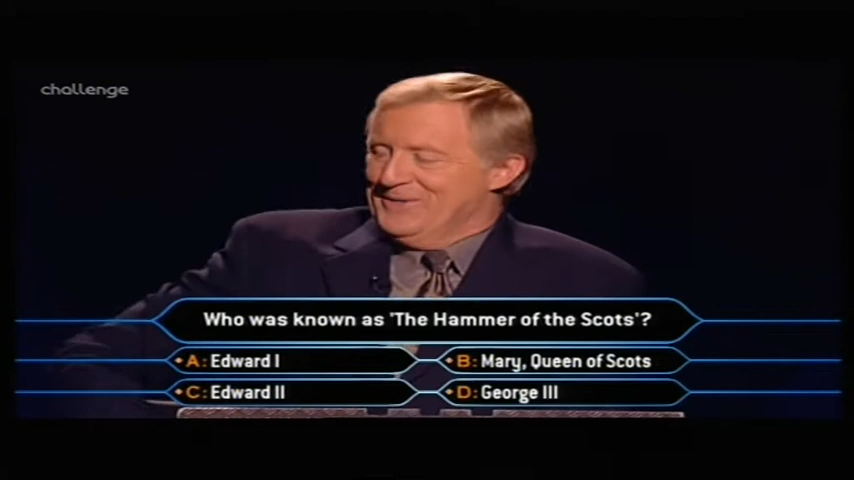 challenge
Who was known as 'The Hammer of the Scots'?
A: Edward I
B: Mary, Queen of Scots
C: Edward II
D: George III